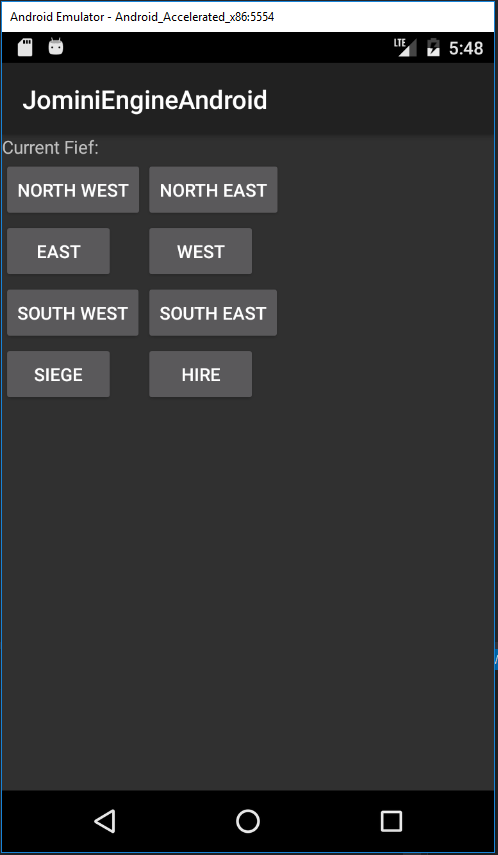 Android Emulator - Android_Accelerated_x86:5554
LTE 5:48
JominiEngineAndroid
Current Fief:
NORTH WEST NORTH EAST
EAST WEST
SOUTH WEST SOUTH EAST
SIEGE HIRE